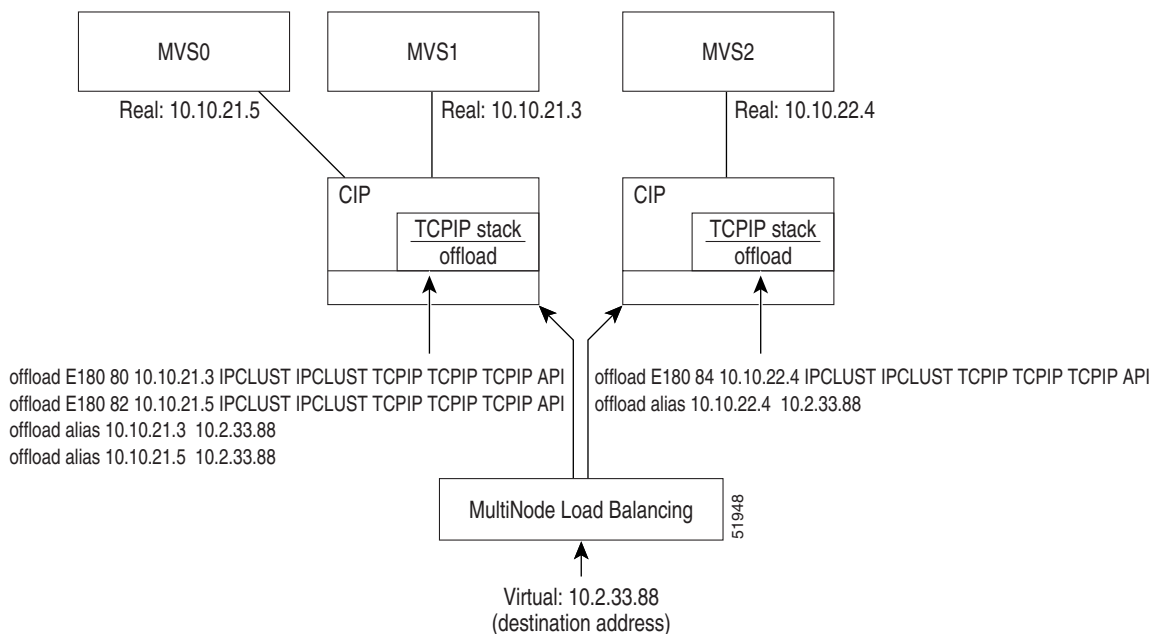 MVS0
MVS1
MVS2
Real: 10.10.21.5
Real: 10.10.21.3
Real: 10.10.22.4
CIP
TCPIP stack
offload
CIP
TCPIP stack
offload
offload E180 80 10.10.21.3 IPCLUST IPCLUST TCPIP TCPIP TCPIP API
offload E180 82 10.10.21.5 IPCLUST IPCLUST TCPIP TCPIP TCPIP API
offload alias 10.10.21.3 10.2.33.88
offload alias 10.10.21.5 10.2.33.88
offload E180 84 10.10.22.4 IPCLUST IPCLUST TCPIP TCPIP TCPIP API
offload alias 10.10.22.4 10.2.33.88
MultiNode Load Balancing
51948
Virtual: 10.2.33.88
(destination address)